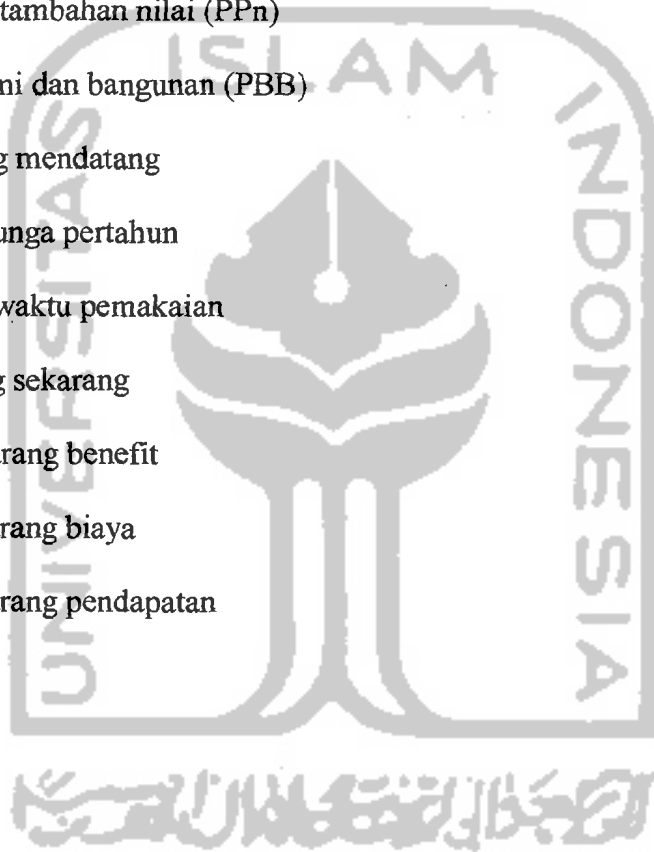 tambahan nilai (PPn)
ni dan bangunan (PBB)
g mendatang
unga pertahun
waktu pemakaian
g sekarang
arang benefit
rang biaya
rang pendapatan
UNIVERSITAS
ISLAM
INDONESIA